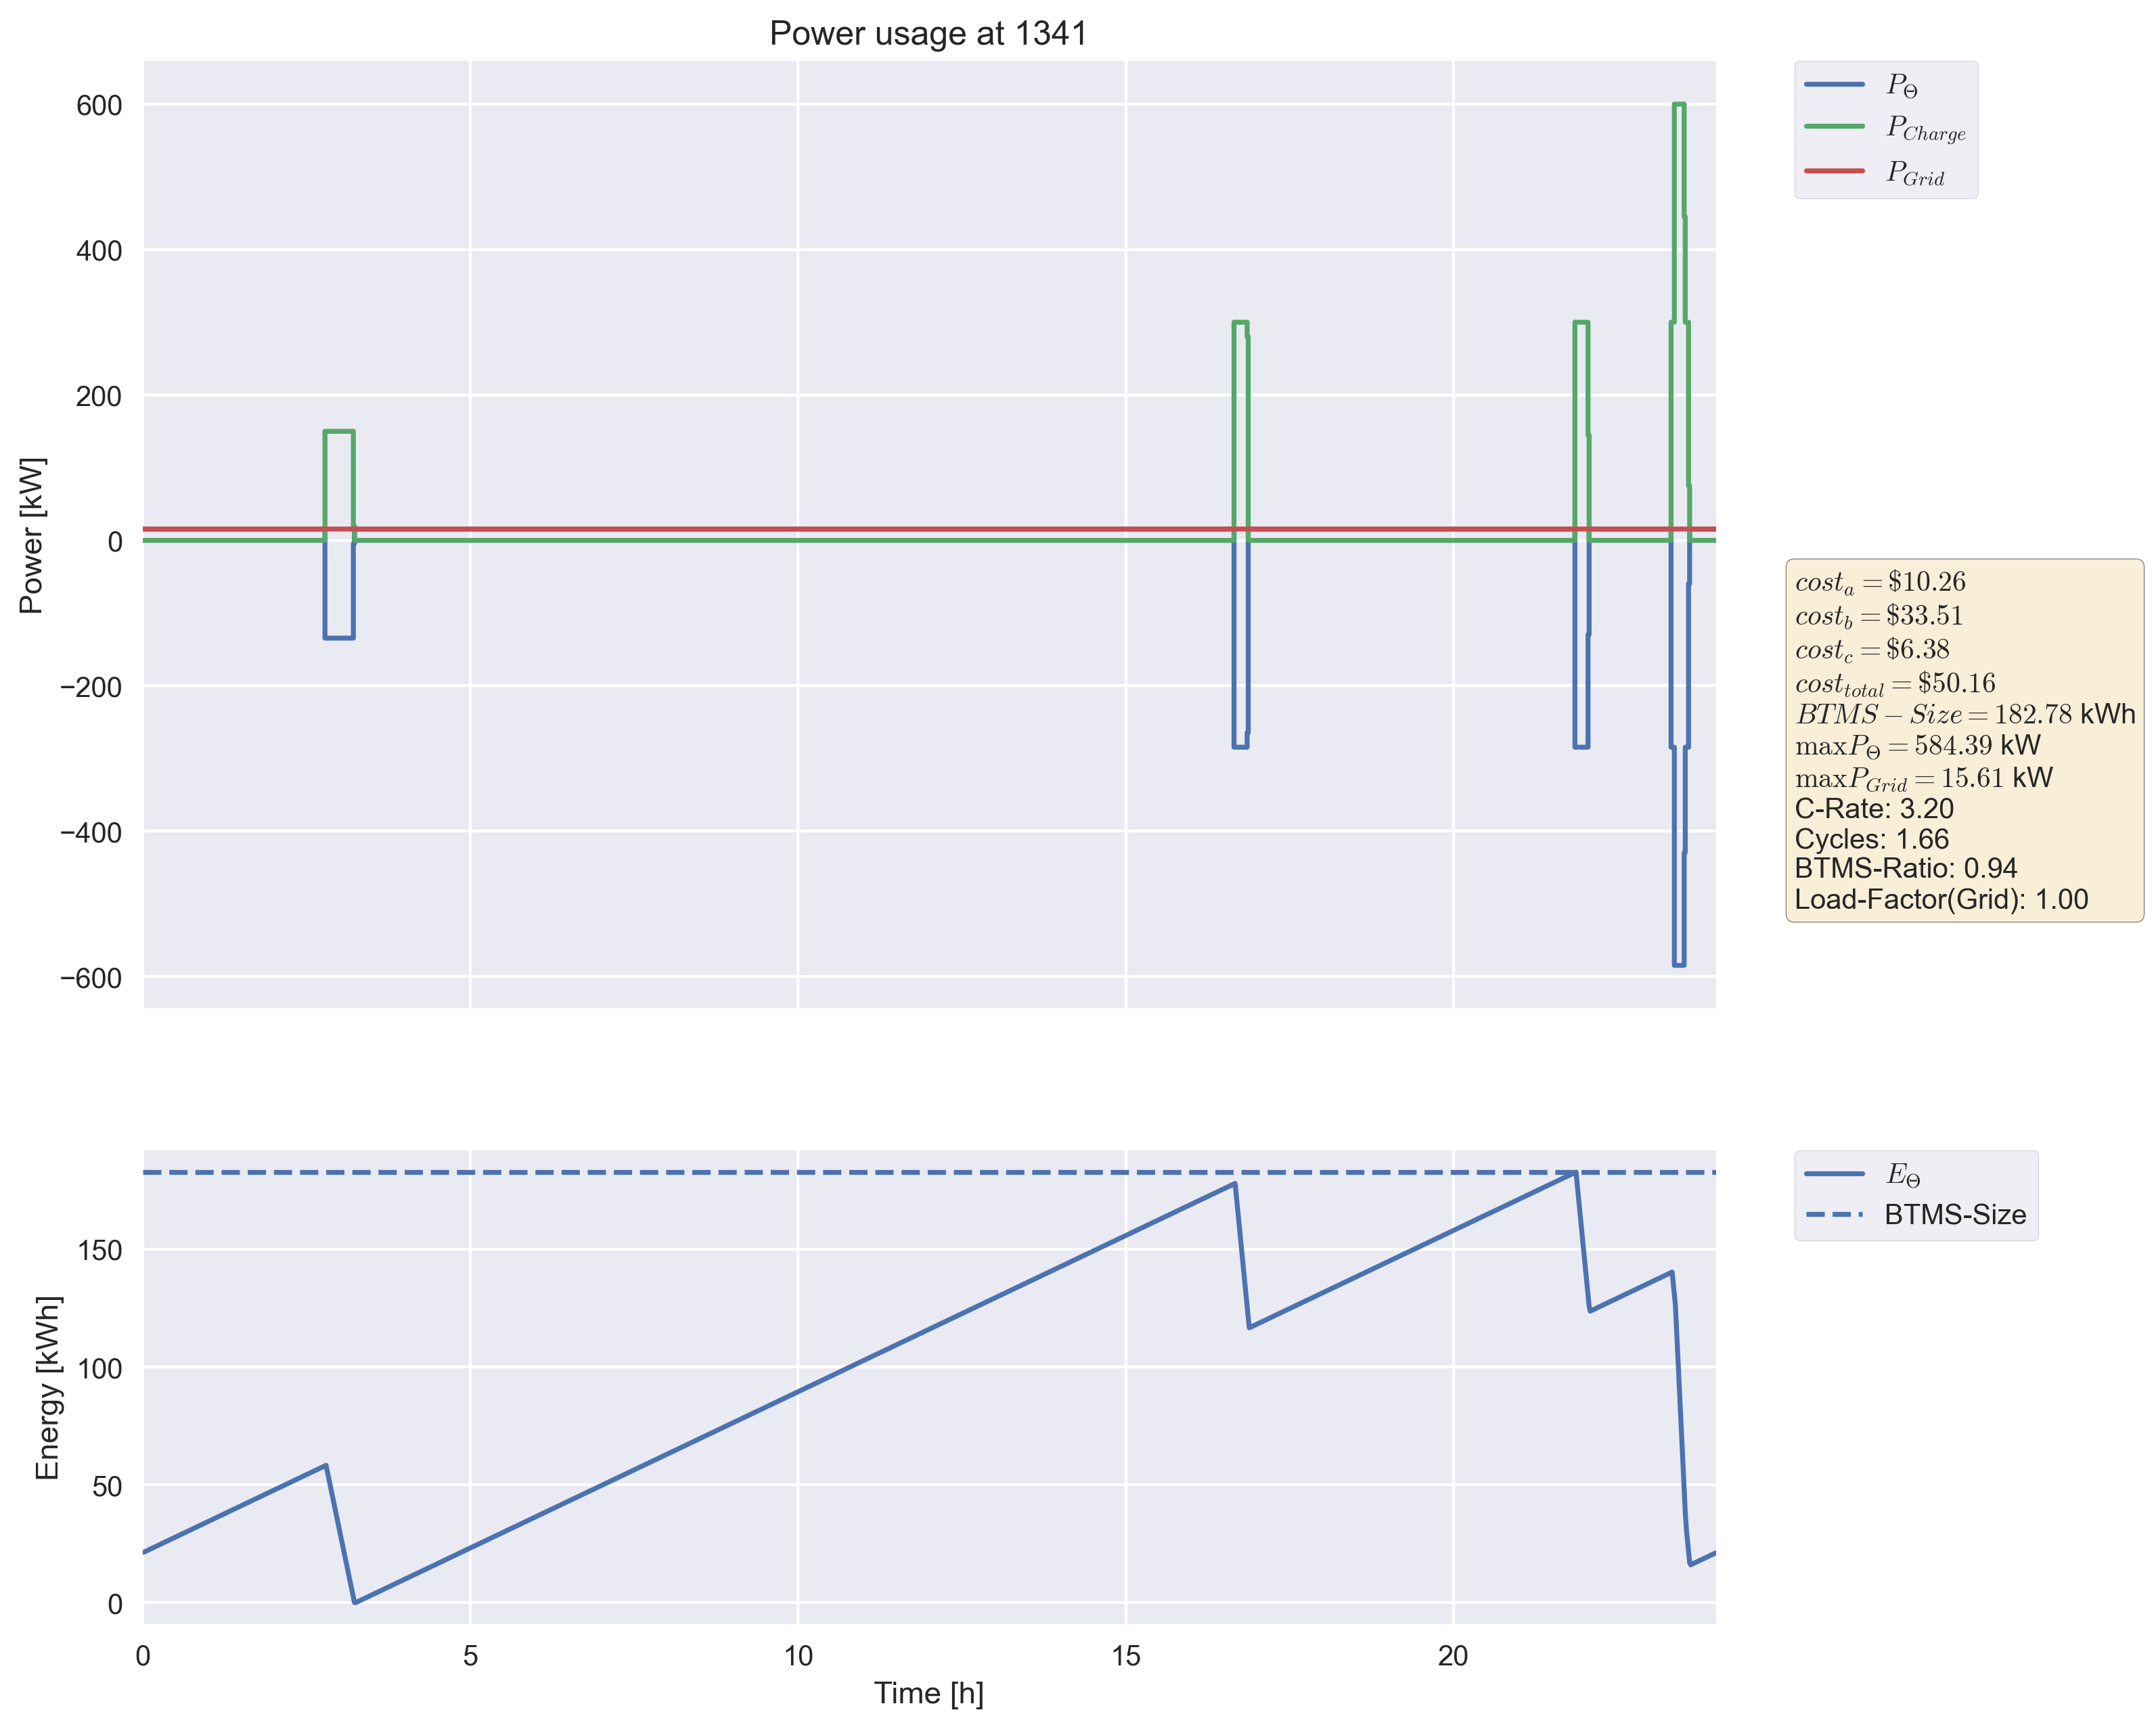 Power usage at 1341
600
400
200
0
−200
−400
−600
Power [kW]
P_Θ
P_Charge
P_Grid
cost_a = $10.26
cost_b = $33.51
cost_c = $6.38
cost_total = $50.16
BTMS − Size = 182.78 kWh
max P_Θ = 584.39 kW
max P_Grid = 15.61 kW
C-Rate: 3.20
Cycles: 1.66
BTMS-Ratio: 0.94
Load-Factor(Grid): 1.00
150
100
50
0
Energy [kWh]
E_Θ
BTMS-Size
0 5 10 15 20
Time [h]